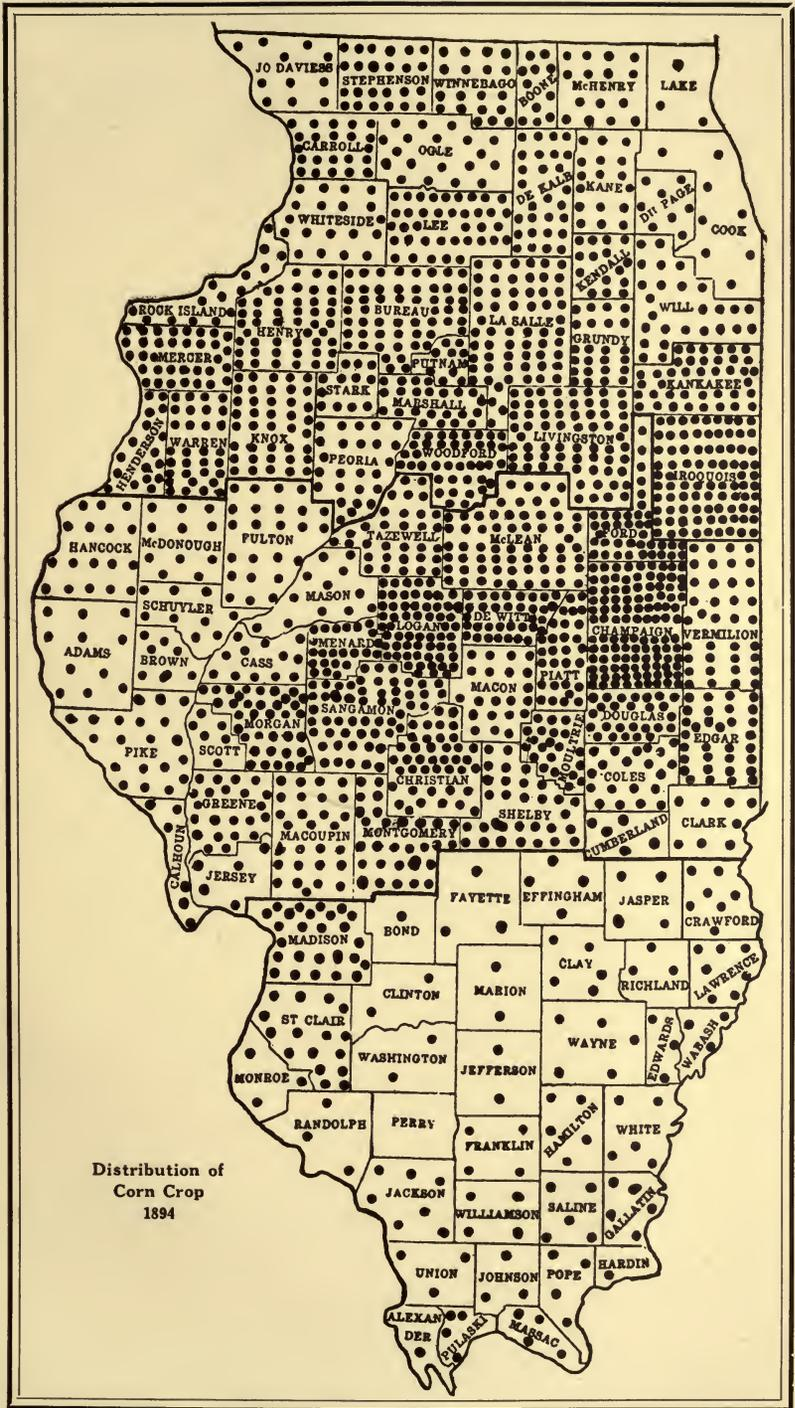 JO DAVIESS
STEPHENSON
WINNEBAGO
BOONE
McHENRY
LAKE
CARROLL
OGLE
DE KALB
KANE
DU PAGE
COOK
WHITESIDE
LEE
KENDALL
ROCK ISLAND
HENRY
BUREAU
LA SALLE
GRUNDY
WILL
MERCER
PUTNAM
KANKAKEE
STARK
MARSHALL
HENDERSON
WARREN
KNOX
PEORIA
WOODFORD
LIVINGSTON
IROQUOIS
HANCOCK
McDONOUGH
FULTON
TAZEWELL
McLEAN
FORD
SCHUYLER
MASON
LOGAN
DE WITT
CHAMPAIGN
VERMILION
ADAMS
BROWN
CASS
MENARD
MACON
PIATT
PIKE
SCOTT
MORGAN
SANGAMON
MOULTRIE
DOUGLAS
EDGAR
CHRISTIAN
COLES
GREENE
MACOUPIN
MONTGOMERY
SHELBY
CUMBERLAND
CLARK
CALHOUN
JERSEY
FAYETTE
EFFINGHAM
JASPER
CRAWFORD
MADISON
BOND
CLAY
RICHLAND
LAWRENCE
CLINTON
MARION
ST CLAIR
WAYNE
EDWARDS
WABASH
WASHINGTON
JEFFERSON
MONROE
RANDOLPH
PERRY
FRANKLIN
HAMILTON
WHITE
JACKSON
WILLIAMSON
SALINE
GALLATIN
UNION
JOHNSON
POPE
HARDIN
ALEXAN
DER
PULASKI
MASSAC
Distribution of
Corn Crop
1894